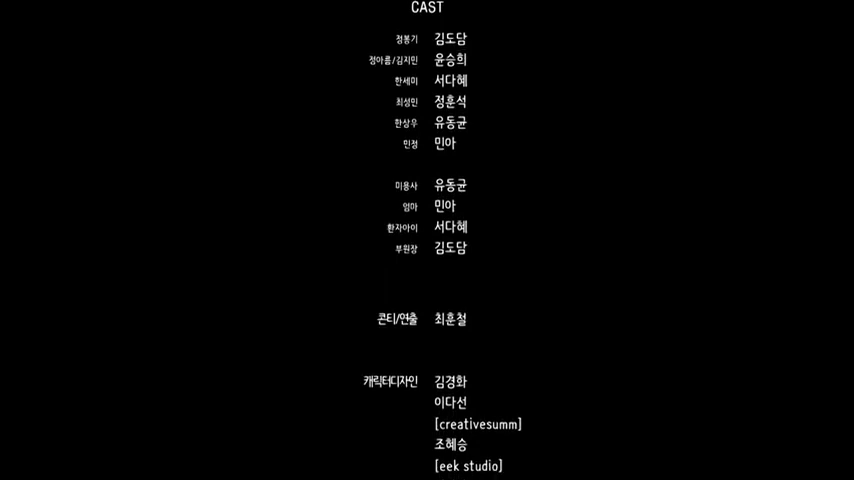 CAST
정봉기 김도담
정아름/김지민 윤승희
한세미 서다혜
최성민 정훈석
한상우 유동균
민정 민아
미용사 유동균
엄마 민아
환자아이 서다혜
부원장 김도담
콘티/연출 최훈철
캐릭터디자인 김경화
이다선
[creativesumm]
조혜승
[eek studio]